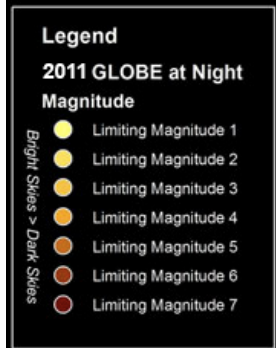 Legend
2011 GLOBE at Night
Magnitude
Bright Skies > Dark Skies
Limiting Magnitude 1
Limiting Magnitude 2
Limiting Magnitude 3
Limiting Magnitude 4
Limiting Magnitude 5
Limiting Magnitude 6
Limiting Magnitude 7